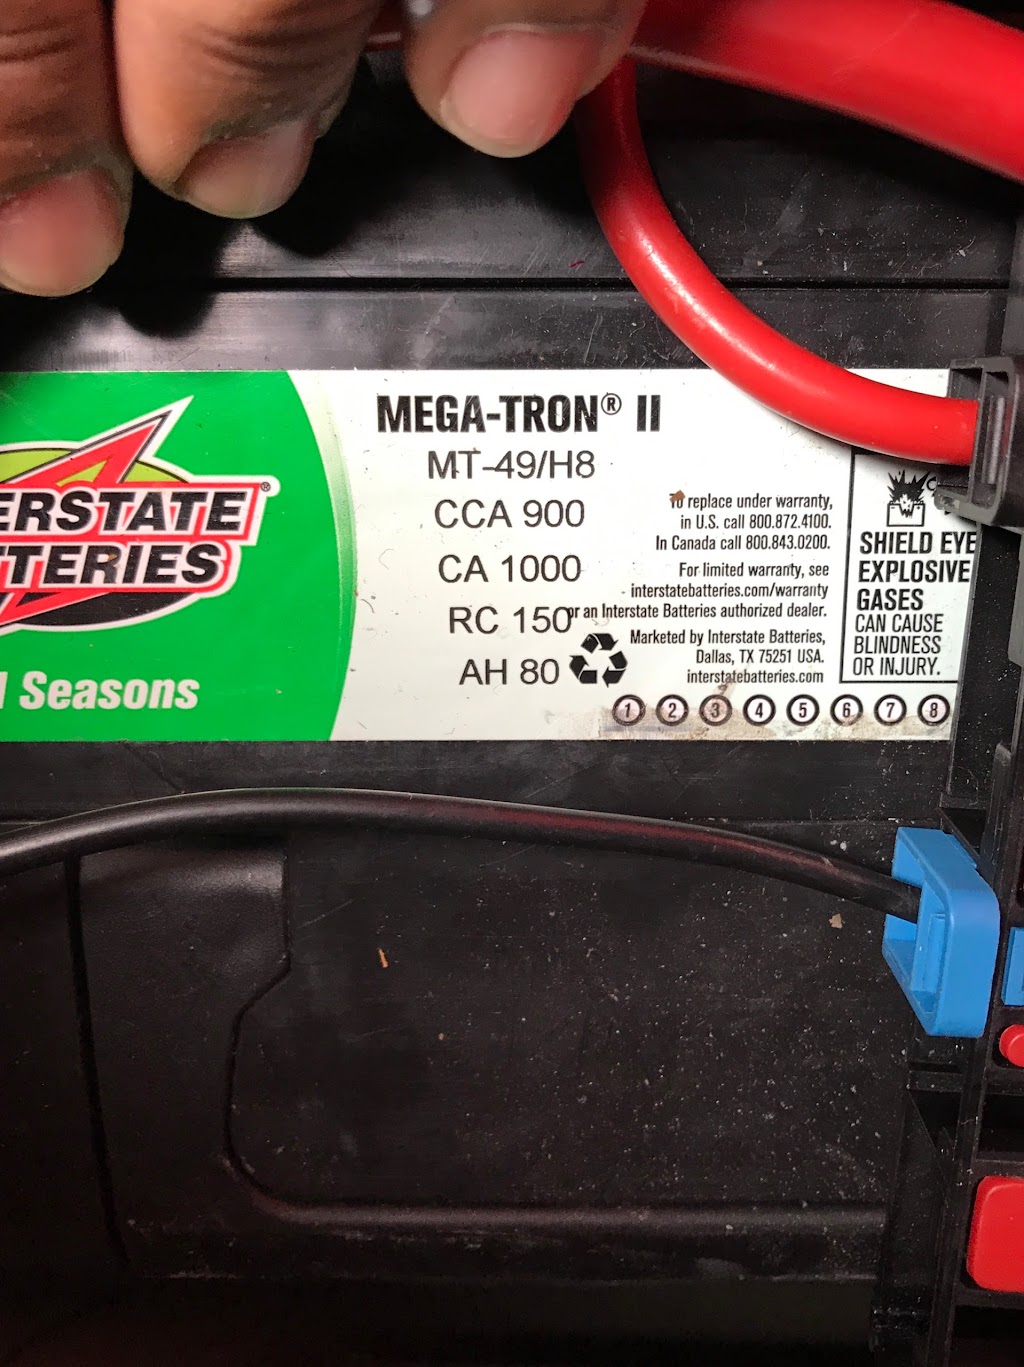 ERSTATE®
TTERIES
Seasons
MEGA-TRON® II
MT-49/H8
CCA 900
CA 1000
RC 150
AH 80
To replace under warranty,
in U.S. call 800.872.4100.
In Canada call 800.843.0200.
For limited warranty, see
interstatebatteries.com/warranty
or an Interstate Batteries authorized dealer.
Marketed by Interstate Batteries,
Dallas, TX 75251 USA.
interstatebatteries.com
1 2 3 4 5 6 7 8
SHIELD EYE
EXPLOSIVE
GASES
CAN CAUSE
BLINDNESS
OR INJURY.